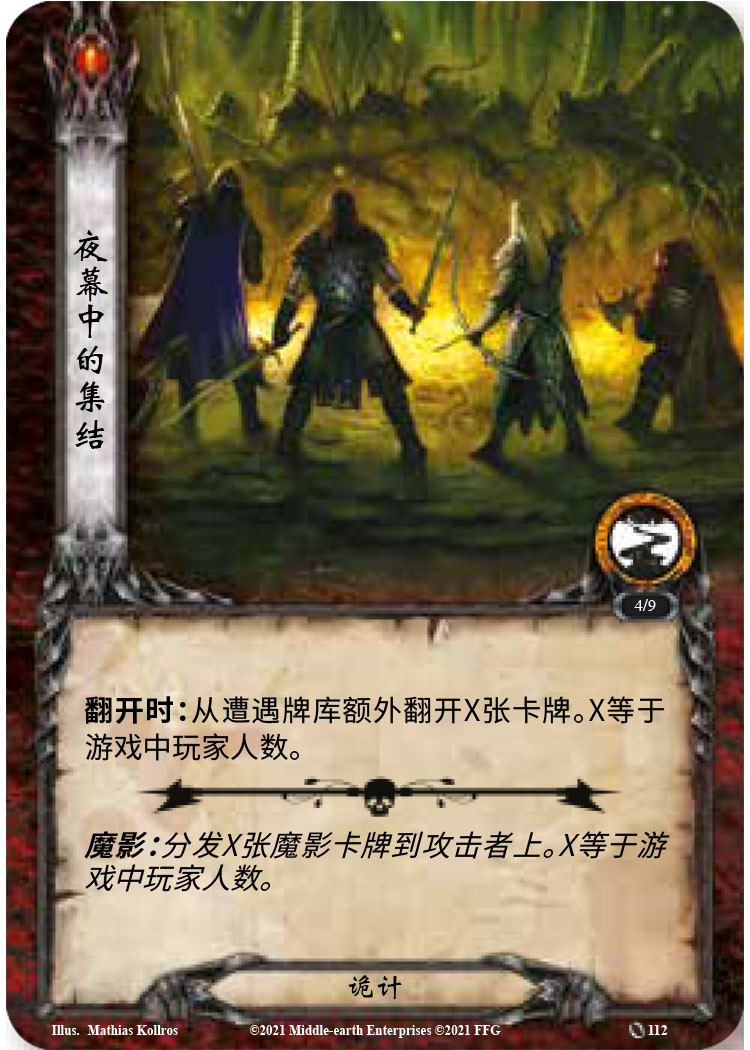 夜幕中的集结
4/9
翻开时：从遭遇牌库额外翻开X张卡牌。X等于
游戏中玩家人数。
魔影：分发X张魔影卡牌到攻击者上。X等于游
戏中玩家人数。
诡计
Illus. Mathias Kollros ©2021 Middle-earth Enterprises ©2021 FFG 112